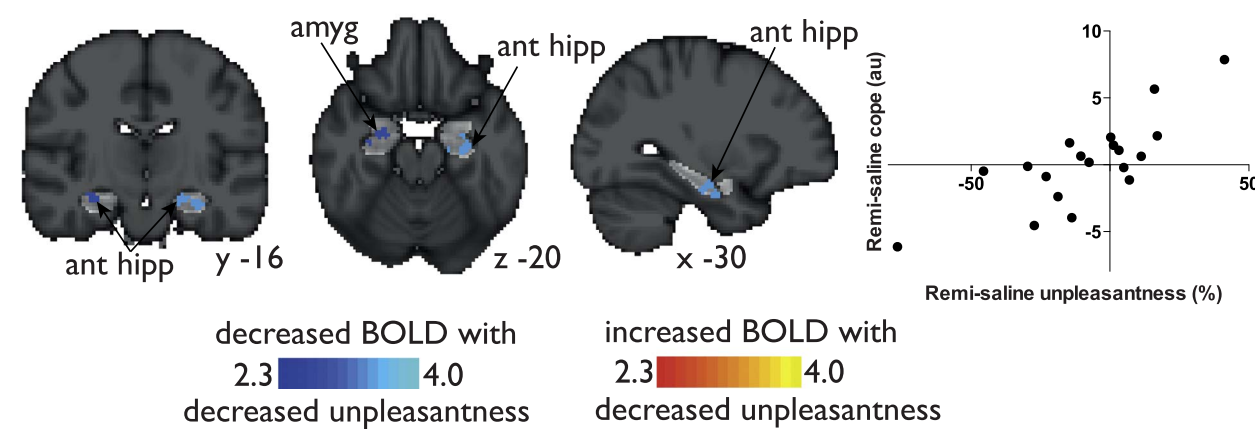 amyg
ant hipp
ant hipp
ant hipp
y -16
z -20
x -30
Remi-saline cope (au)
10
5
-5
-50
50
Remi-saline unpleasantness (%)
decreased BOLD with
2.3
4.0
decreased unpleasantness
increased BOLD with
2.3
4.0
decreased unpleasantness